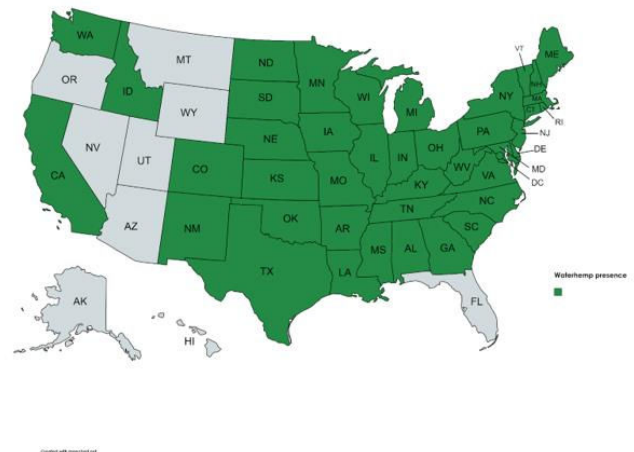 WA
MT
ND
MN
VT
ME
OR
ID
SD
WI
MI
NY
NH
MA
CT
RI
WY
NE
IA
PA
NJ
NV
UT
CO
IL
IN
OH
DE
MD
DC
CA
KS
MO
KY
WV
VA
AZ
NM
OK
AR
TN
NC
SC
TX
LA
MS
AL
GA
FL
AK
HI
Waterhemp presence